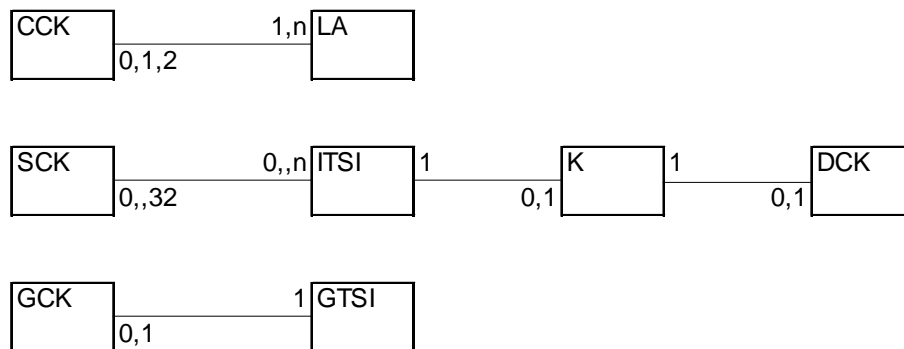 CCK 1,n LA
0,1,2
SCK 0,,n ITSI 1 K 1 DCK
0,,32 0,1 0,1
GCK 1 GTSI
0,1